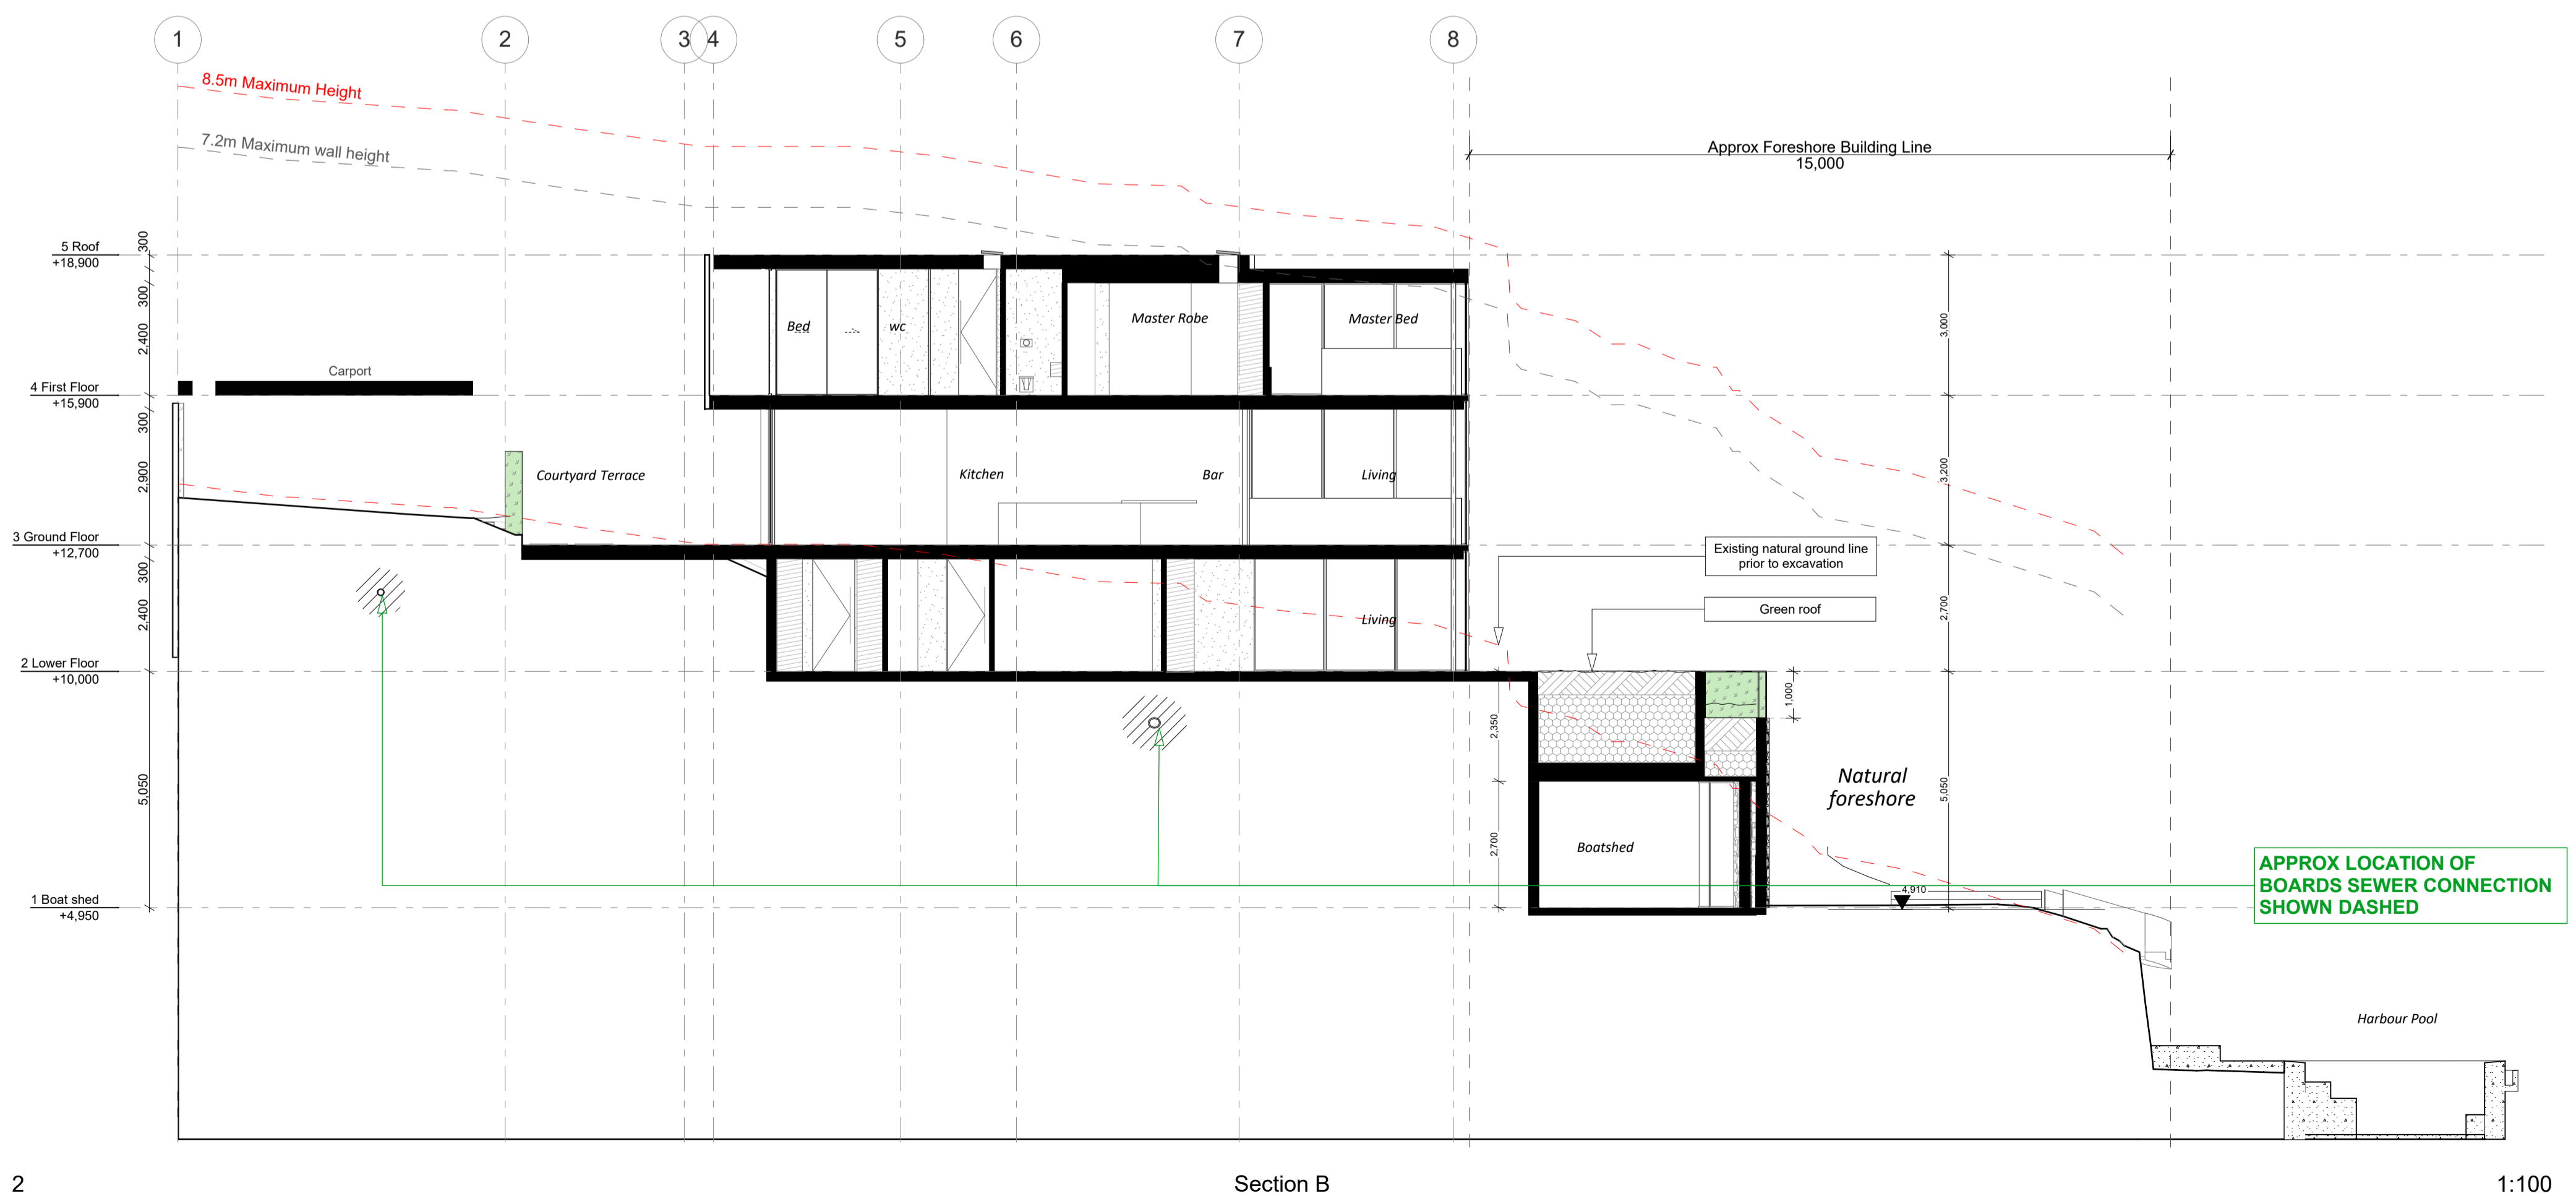 1
2
3
4
5
6
7
8
8.5m Maximum Height
7.2m Maximum wall height
Approx Foreshore Building Line
15,000
5 Roof
+18,900
300
300
2,400
Bed
wc
Master Robe
Master Bed
3,000
Carport
4 First Floor
+15,900
300
2,900
Courtyard Terrace
Kitchen
Bar
Living
3,200
3 Ground Floor
+12,700
300
2,400
Existing natural ground line
prior to excavation
Green roof
Living
2,700
2 Lower Floor
+10,000
1,000
2,350
5,050
Natural
foreshore
5,050
2,700
Boatshed
APPROX LOCATION OF
BOARDS SEWER CONNECTION
SHOWN DASHED
4,910
1 Boat shed
+4,950
Harbour Pool
2
Section B
1:100